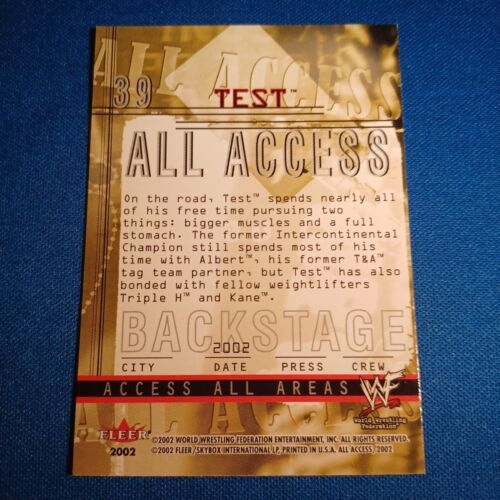 ALL ACCESS
39
TEST™
ALL ACCESS
On the road, Test™ spends nearly all
of his free time pursuing two
things: bigger muscles and a full
stomach. The former Intercontinental
Champion still spends most of his
time with Albert™, his former T&A™
tag team partner, but Test™ has also
bonded with fellow weightlifters
Triple H™ and Kane™.
BACKSTAGE
2002
CITY DATE PRESS CREW
ACCESS ALL AREAS
WF
World Wrestling
Federation™
FLEER
2002
©2002 WORLD WRESTLING FEDERATION ENTERTAINMENT, INC. ALL RIGHTS RESERVED.
©2002 FLEER/SKYBOX INTERNATIONAL LP, PRINTED IN U.S.A. ALL ACCESS/2002